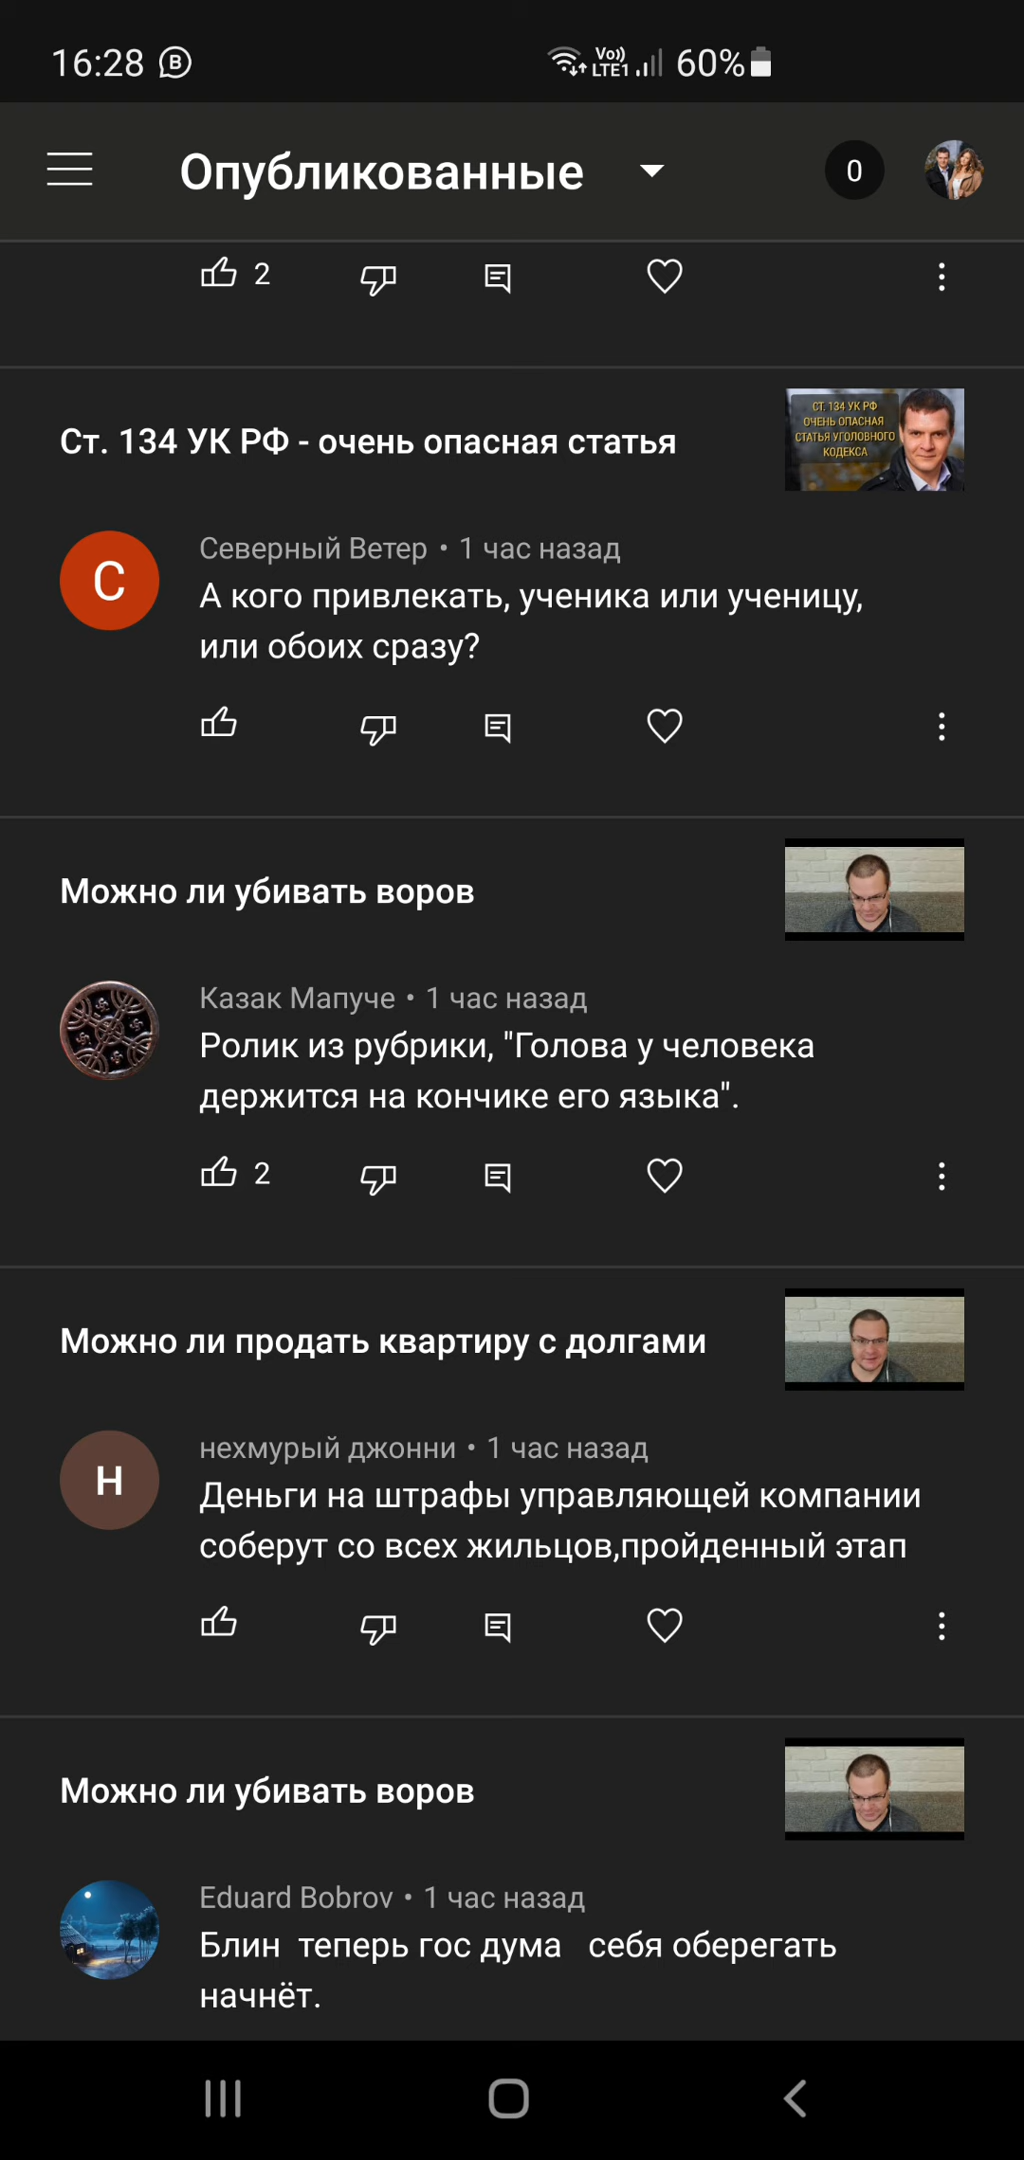 16:28
Vo)) LTE1 60%
Опубликованные
0
2
Ст. 134 УК РФ - очень опасная статья
СТ. 134 УК РФ
ОЧЕНЬ ОПАСНАЯ
СТАТЬЯ УГОЛОВНОГО
КОДЕКСА
С
Северный Ветер • 1 час назад
А кого привлекать, ученика или ученицу,
или обоих сразу?
Можно ли убивать воров
Казак Мапуче • 1 час назад
Ролик из рубрики, "Голова у человека
держится на кончике его языка".
2
Можно ли продать квартиру с долгами
Н
нехмурый джонни • 1 час назад
Деньги на штрафы управляющей компании
соберут со всех жильцов,пройденный этап
Можно ли убивать воров
Eduard Bobrov • 1 час назад
Блин теперь гос дума себя оберегать
начнёт.